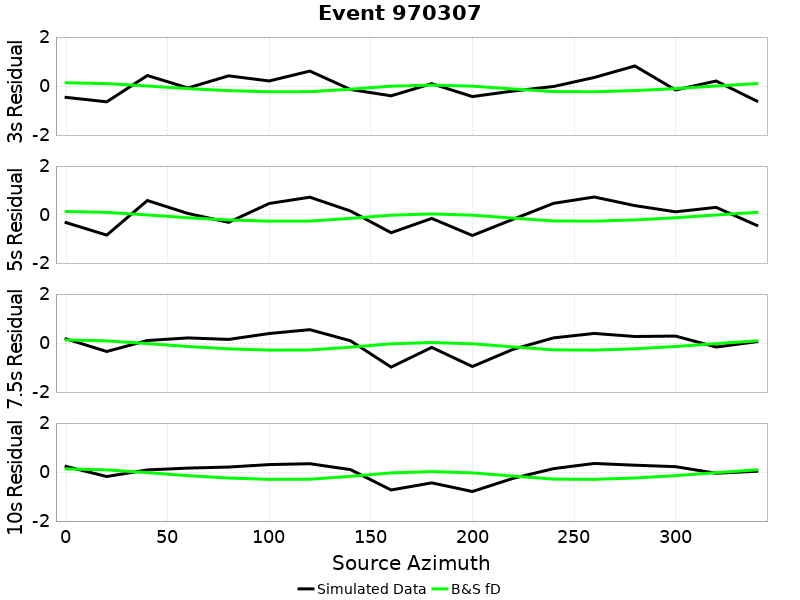 Event 970307
3s Residual
2
0
-2
5s Residual
2
0
-2
7.5s Residual
2
0
-2
10s Residual
2
0
-2
0 50 100 150 200 250 300
Source Azimuth
Simulated Data B&S fD